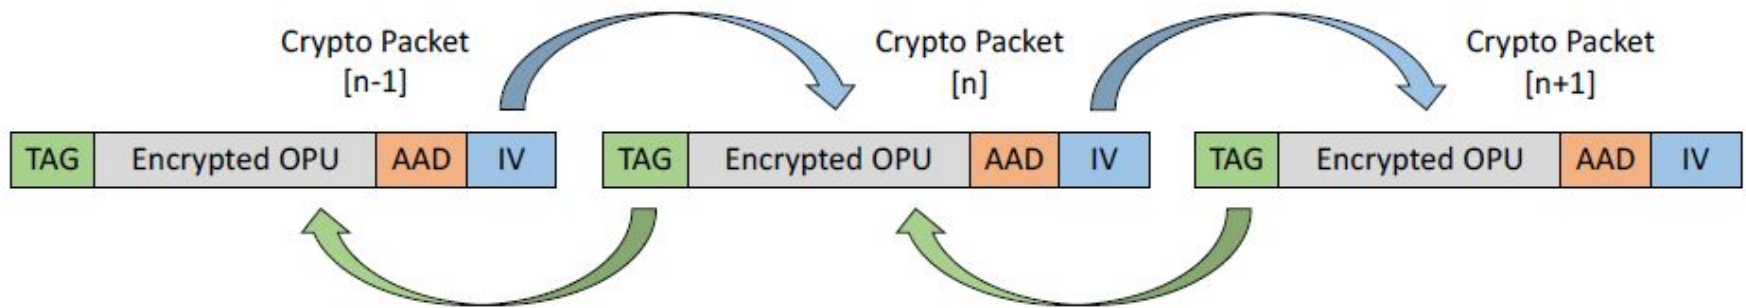 Crypto Packet
[n-1]
Crypto Packet
[n]
Crypto Packet
[n+1]
TAG Encrypted OPU AAD IV
TAG Encrypted OPU AAD IV
TAG Encrypted OPU AAD IV